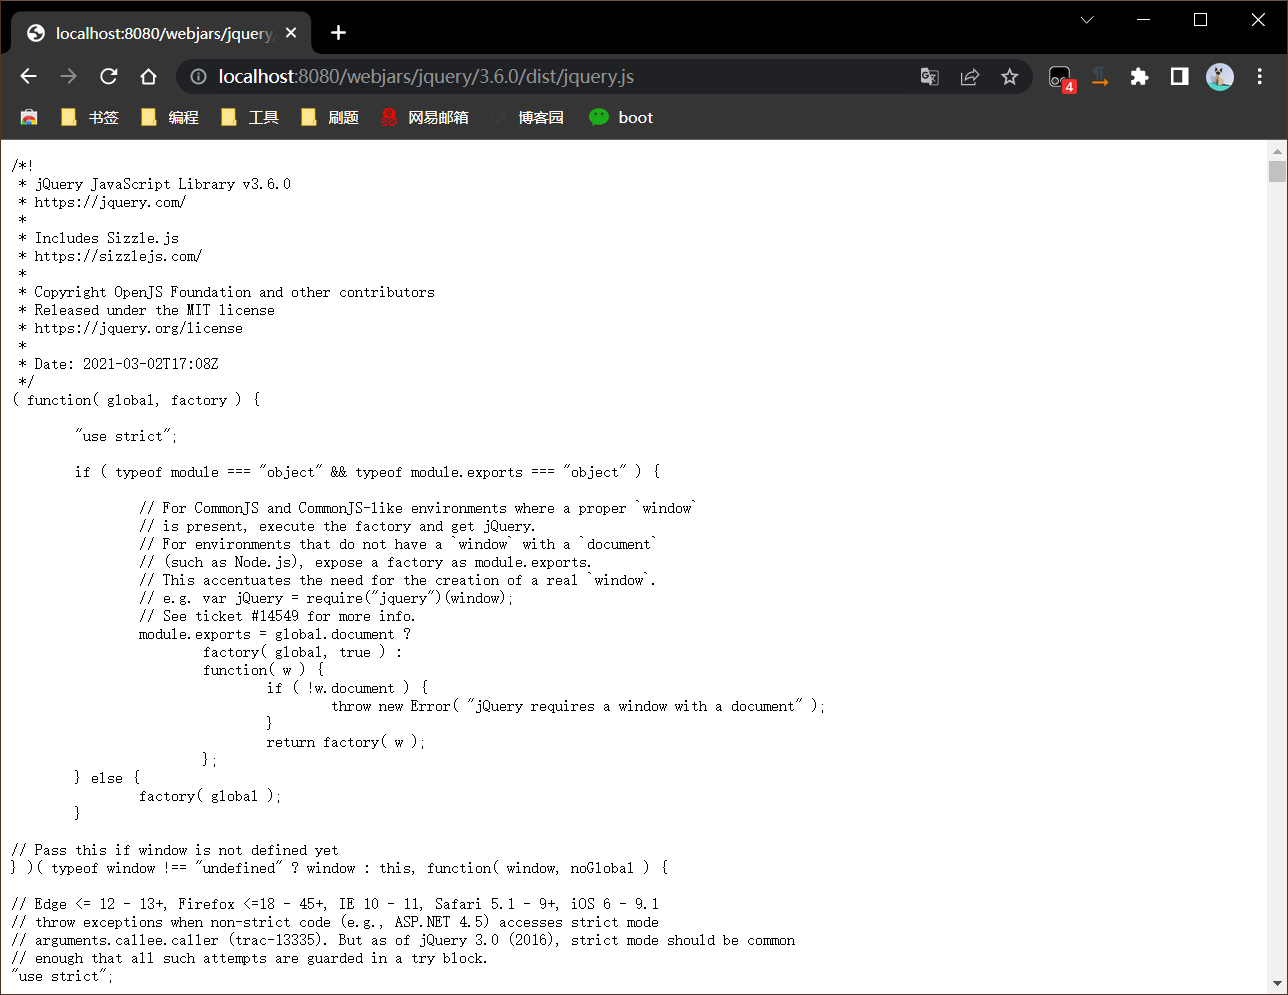 localhost:8080/webjars/jquery
localhost:8080/webjars/jquery/3.6.0/dist/jquery.js
4
书签 编程 工具 刷题 网易邮箱 博客园 boot
/*!
 * jQuery JavaScript Library v3.6.0
 * https://jquery.com/
 *
 * Includes Sizzle.js
 * https://sizzlejs.com/
 *
 * Copyright OpenJS Foundation and other contributors
 * Released under the MIT license
 * https://jquery.org/license
 *
 * Date: 2021-03-02T17:08Z
 */
( function( global, factory ) {
	"use strict";
	if ( typeof module === "object" && typeof module.exports === "object" ) {
		// For CommonJS and CommonJS-like environments where a proper `window`
		// is present, execute the factory and get jQuery.
		// For environments that do not have a `window` with a `document`
		// (such as Node.js), expose a factory as module.exports.
		// This accentuates the need for the creation of a real `window`.
		// e.g. var jQuery = require("jquery")(window);
		// See ticket #14549 for more info.
		module.exports = global.document ?
			factory( global, true ) :
			function( w ) {
				if ( !w.document ) {
					throw new Error( "jQuery requires a window with a document" );
				}
				return factory( w );
			};
	} else {
		factory( global );
	}
// Pass this if window is not defined yet
} )( typeof window !== "undefined" ? window : this, function( window, noGlobal ) {
// Edge <= 12 - 13+, Firefox <=18 - 45+, IE 10 - 11, Safari 5.1 - 9+, iOS 6 - 9.1
// throw exceptions when non-strict code (e.g., ASP.NET 4.5) accesses strict mode
// arguments.callee.caller (trac-13335). But as of jQuery 3.0 (2016), strict mode should be common
// enough that all such attempts are guarded in a try block.
"use strict";